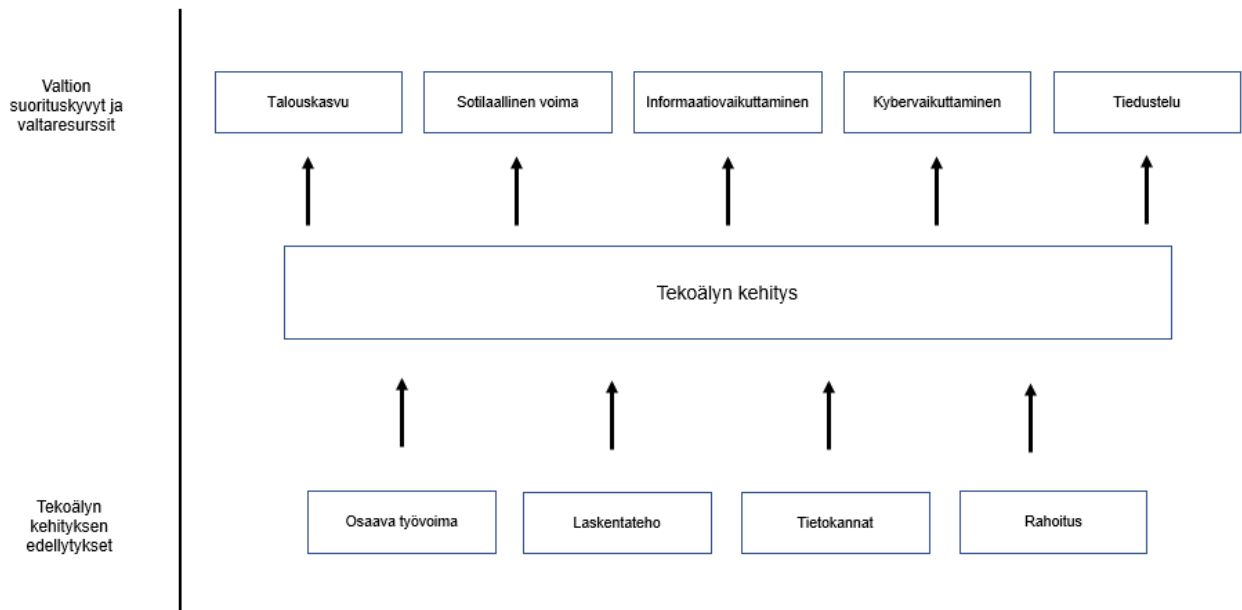 Valtion
suorituskyvyt ja
valtaresurssit
Talouskasvu
Sotilaallinen voima
Informaatiovaikuttaminen
Kybervaikuttaminen
Tiedustelu
Tekoälyn kehitys
Tekoälyn
kehityksen
edellytykset
Osaava työvoima
Laskentateho
Tietokannat
Rahoitus